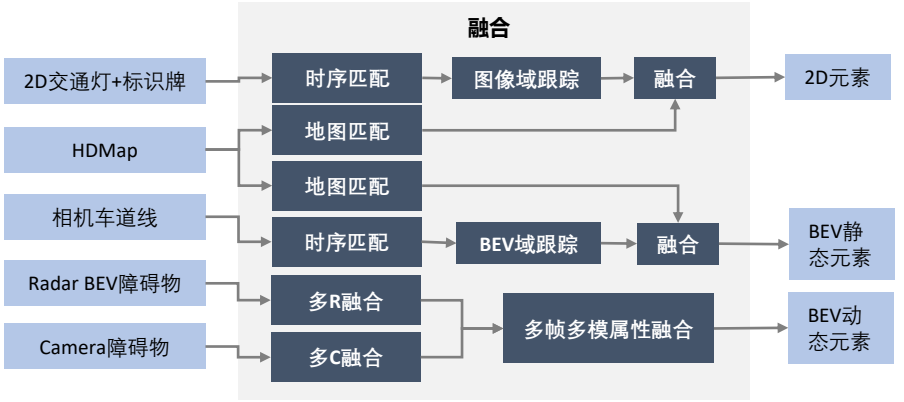 融合
2D交通灯+标识牌
时序匹配
图像域跟踪
融合
2D元素
地图匹配
HDMap
地图匹配
相机车道线
时序匹配
BEV域跟踪
融合
BEV静
态元素
Radar BEV障碍物
多R融合
多帧多模属性融合
BEV动
态元素
Camera障碍物
多C融合